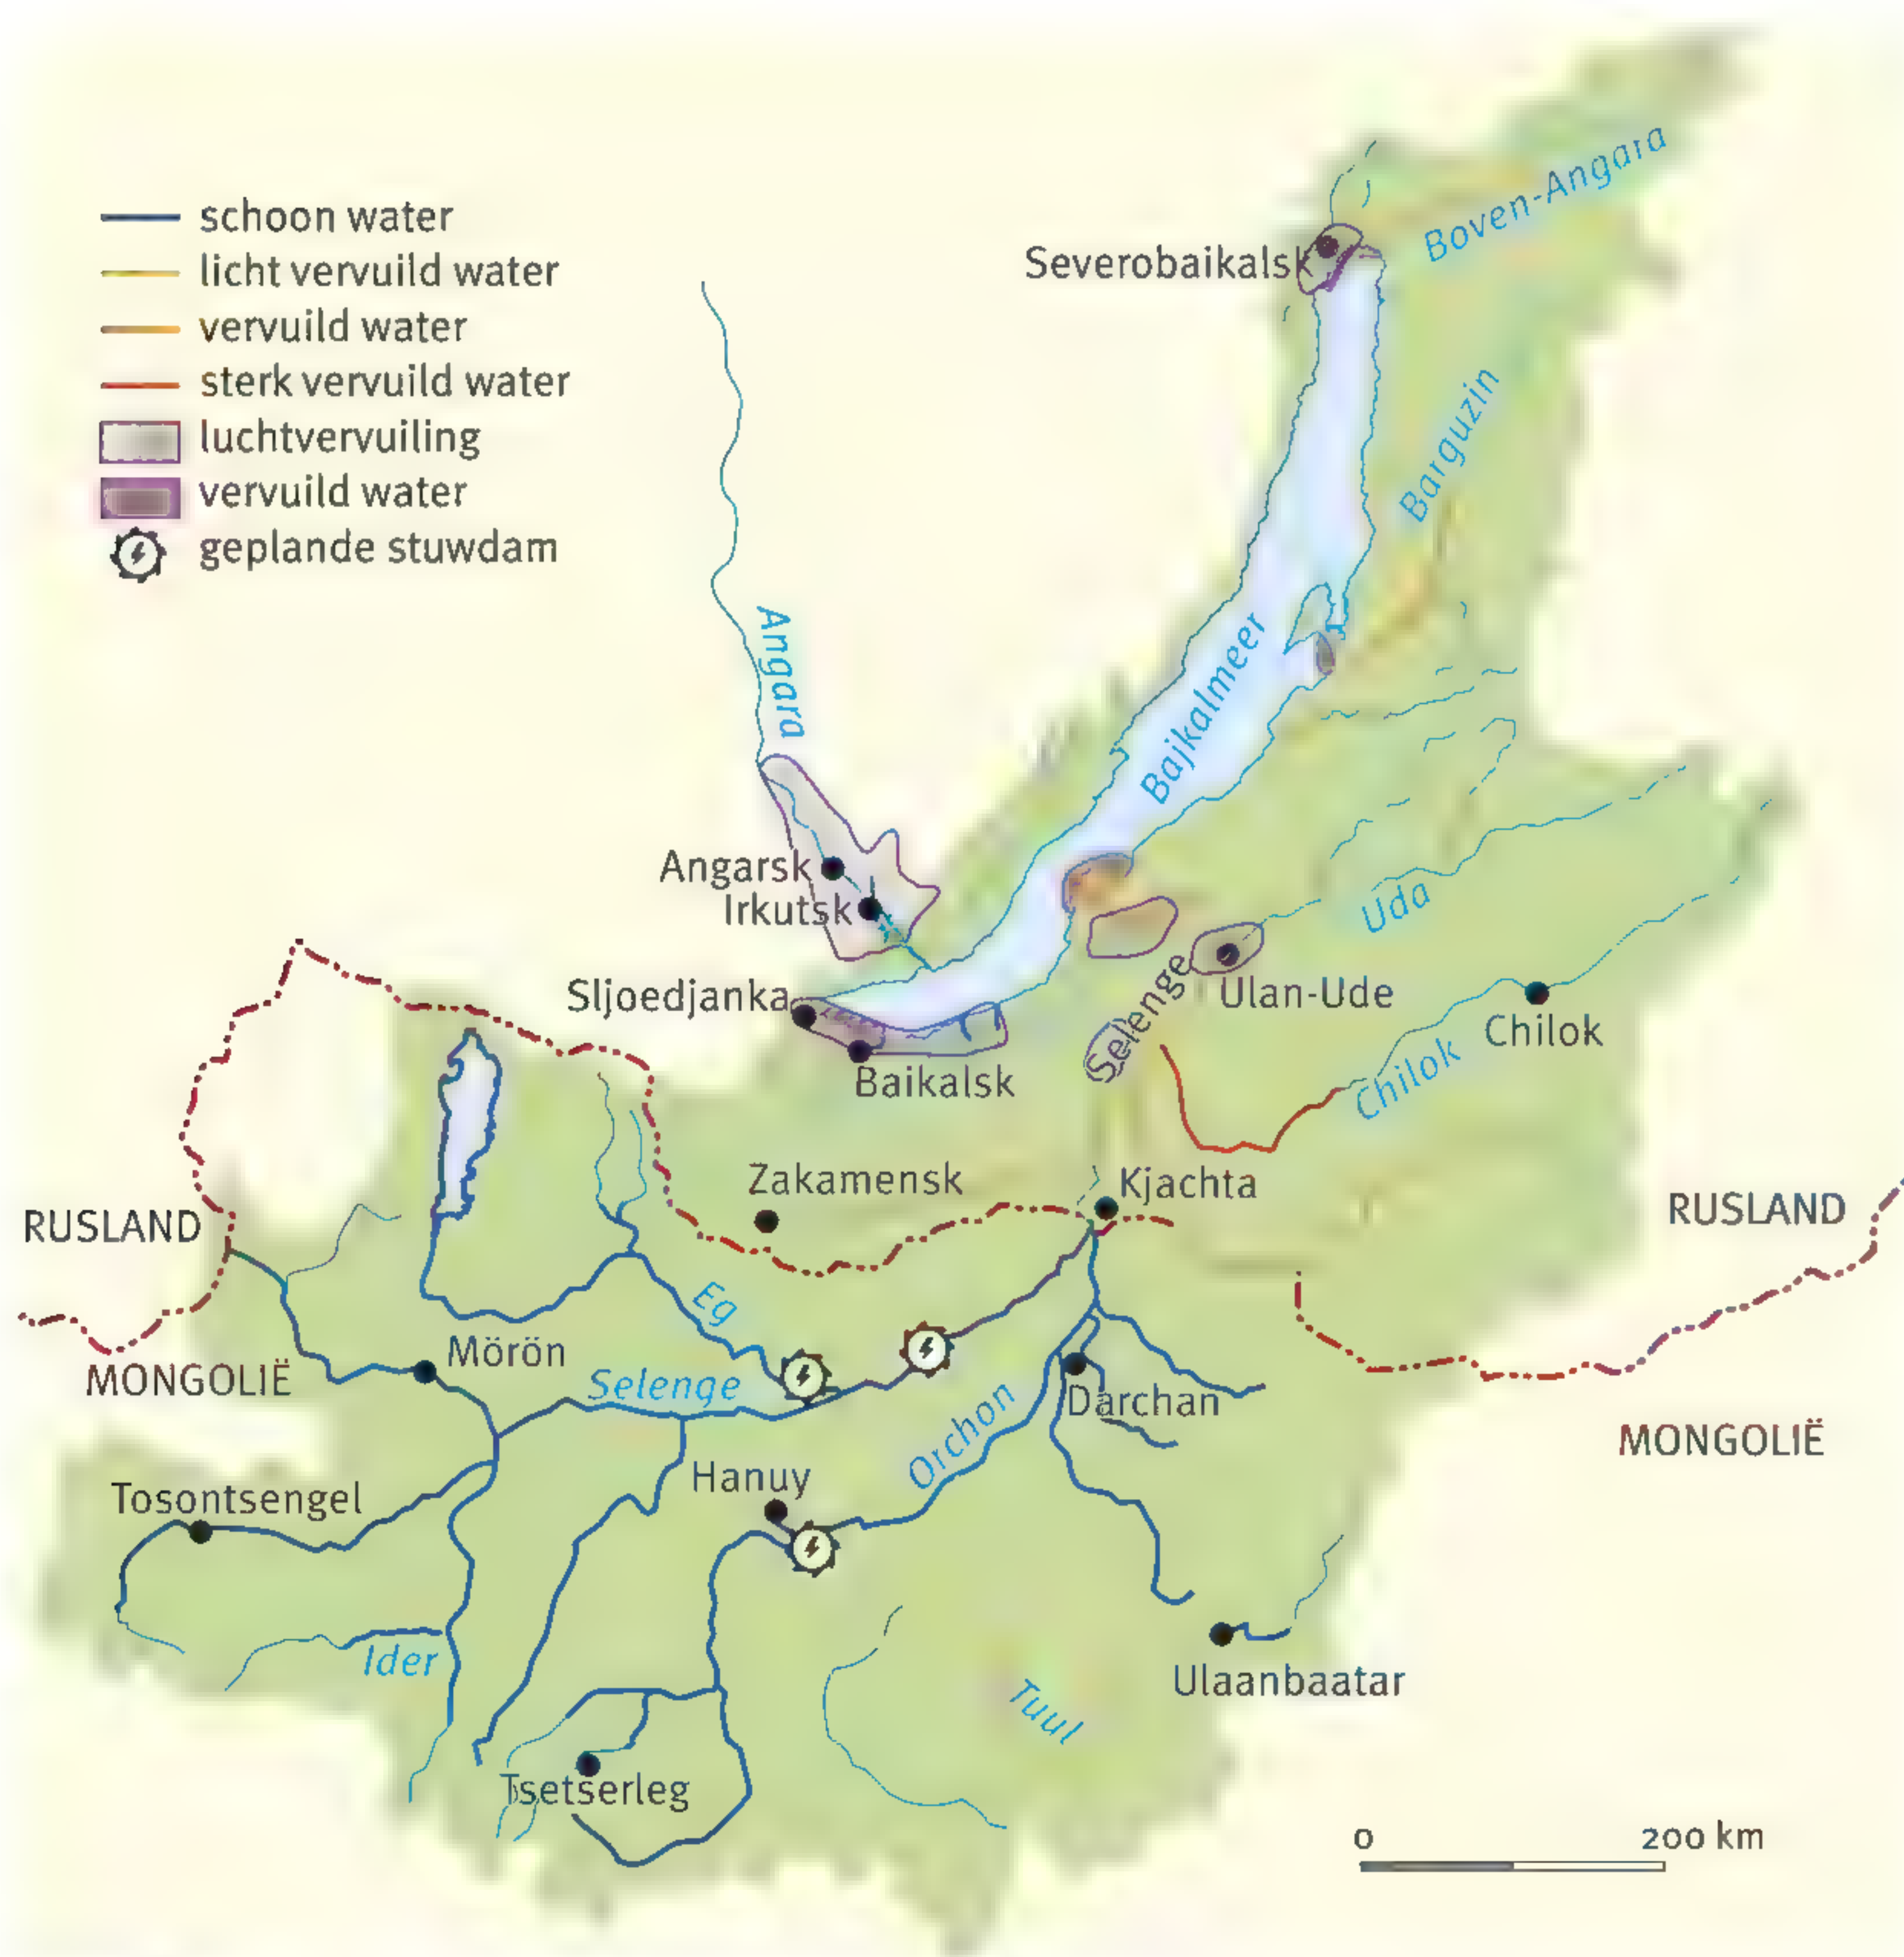 schoon water
licht vervuild water
vervuild water
sterk vervuild water
luchtvervuiling
vervuild water
geplande stuwdam
Boven-Angara
Severobaikalsk
Barguzin
Angara
Bajkalmeer
Angarsk
Irkutsk
Uda
Sljoedjanka
Selenge
Ulan-Ude
Chilok
Baikalsk
Chilok
Zakamensk
Kjachta
RUSLAND
RUSLAND
Eg
Mörön
MONGOLIË
Selenge
Darchan
Orchon
MONGOLIË
Hanuy
Tosontsengel
Ider
Ulaanbaatar
Tuul
Tsetserleg
0 200 km